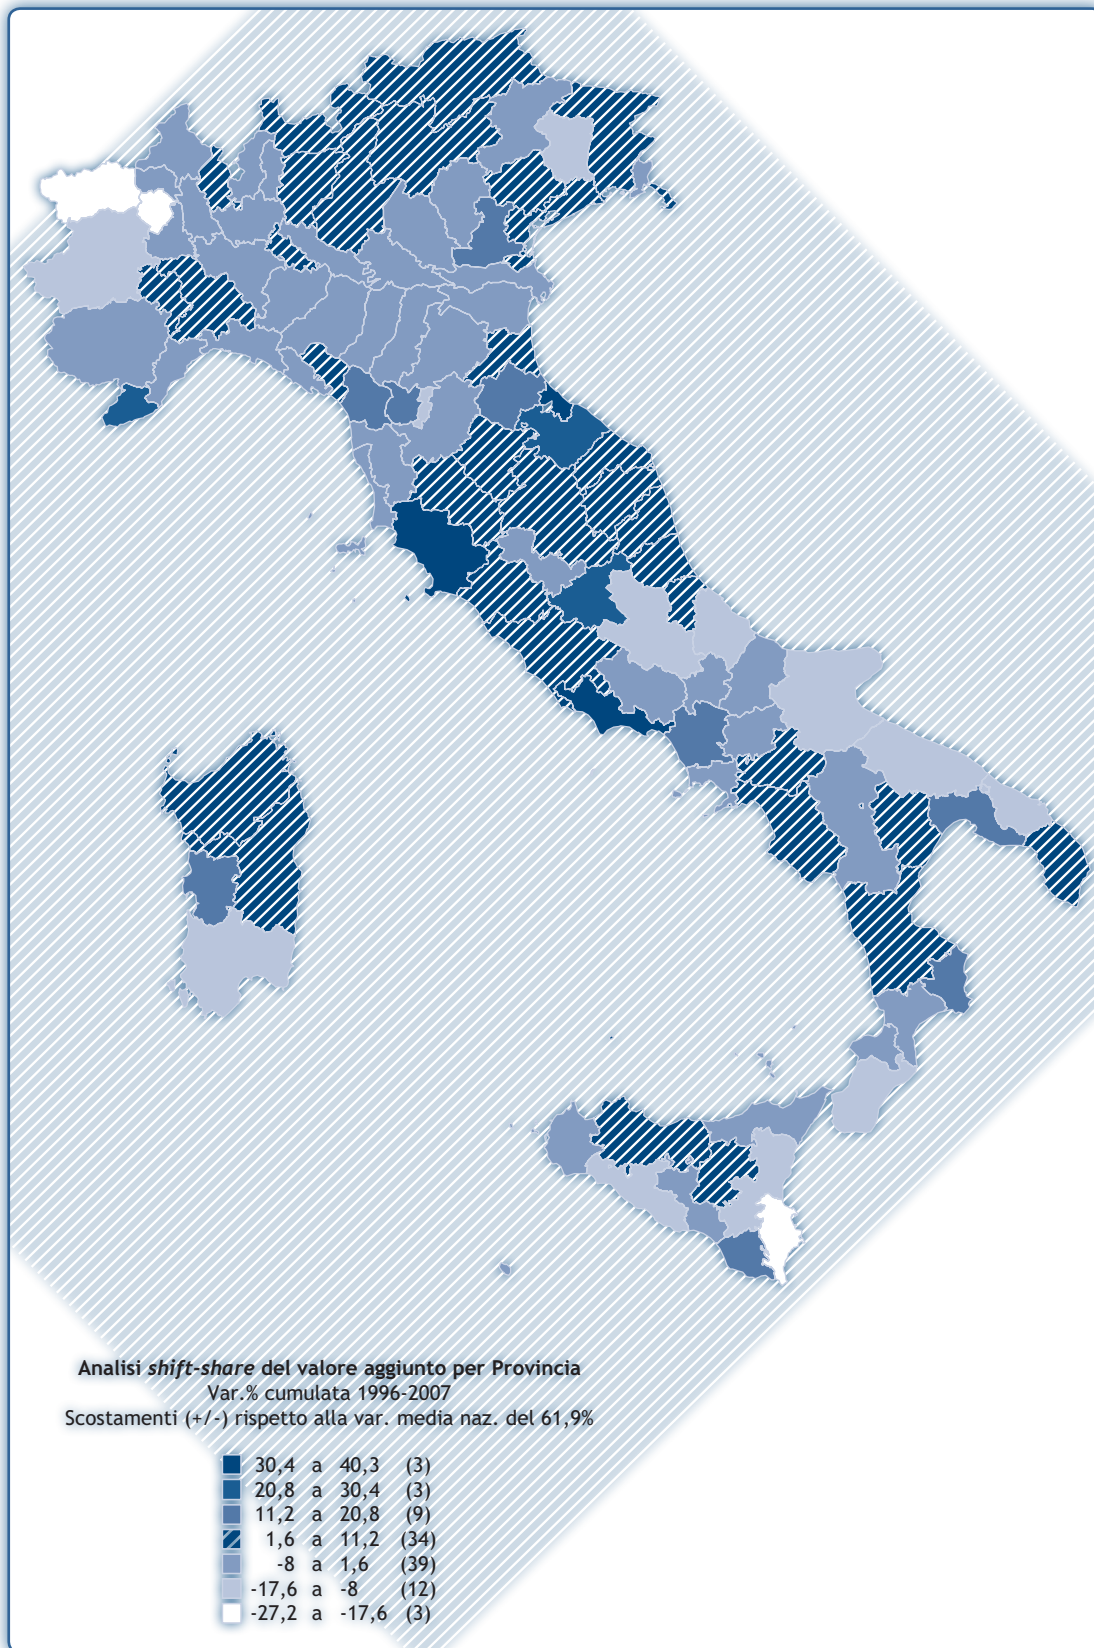 Analisi shift-share del valore aggiunto per Provincia
Var.% cumulata 1996-2007
Scostamenti (+/-) rispetto alla var. media naz. del 61,9%
30,4 a 40,3 (3)
20,8 a 30,4 (3)
11,2 a 20,8 (9)
1,6 a 11,2 (34)
-8 a 1,6 (39)
-17,6 a -8 (12)
-27,2 a -17,6 (3)